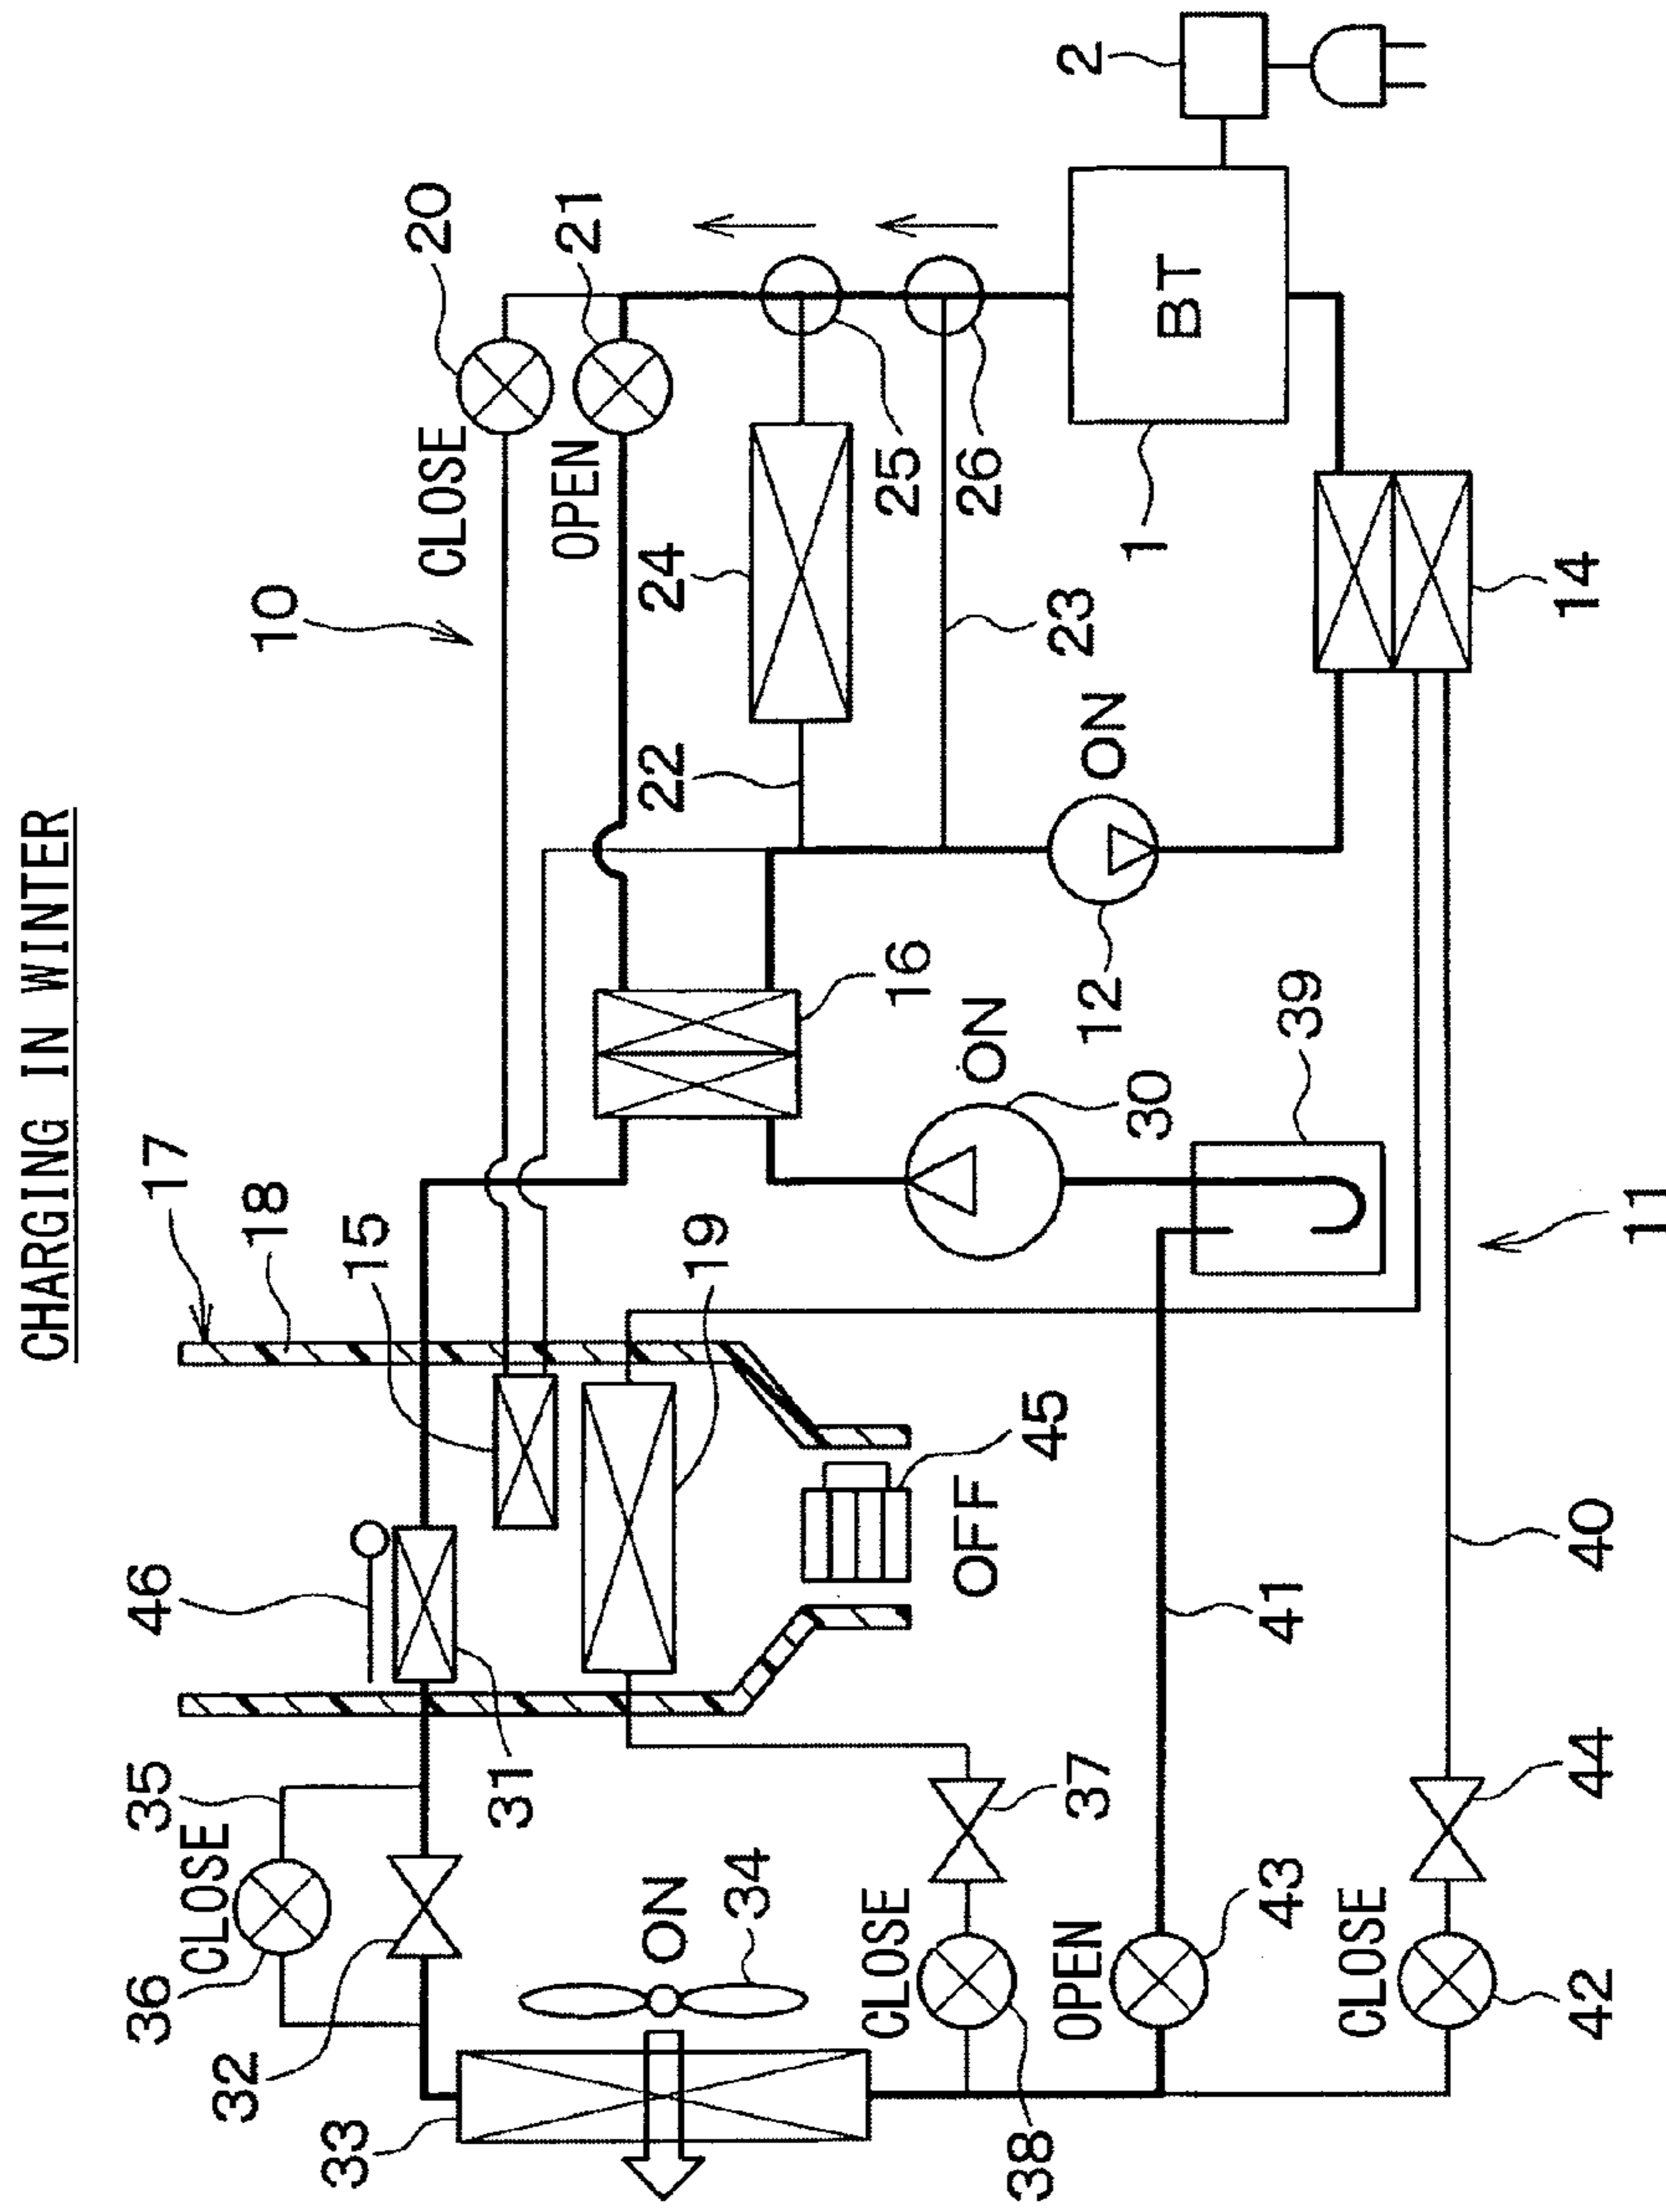 CHARGING IN WINTER
17
18
10
20
CLOSE
21
OPEN
2
46
15
24
22
25
26
BT
1
35
CLOSE
36
31
19
16
23
ON
12
14
32
33
ON
34
ON
30
39
45
OFF
37
CLOSE
38
OPEN
43
41
CLOSE
42
44
40
11